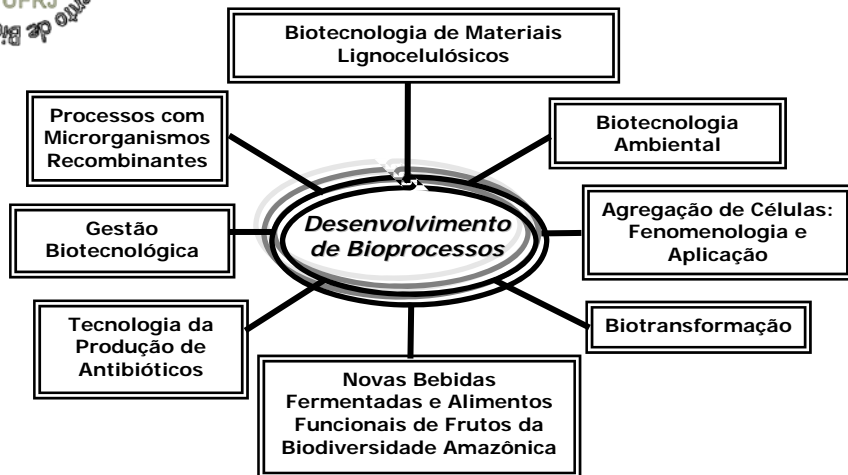 UFRJ
Biotecnologia de Materiais
Lignocelulósicos
Processos com
Microrganismos
Recombinantes
Biotecnologia
Ambiental
Desenvolvimento
de Bioprocessos
Gestão
Biotecnológica
Agregação de Células:
Fenomenologia e
Aplicação
Tecnologia da
Produção de
Antibióticos
Biotransformação
Novas Bebidas
Fermentadas e Alimentos
Funcionais de Frutos da
Biodiversidade Amazônica